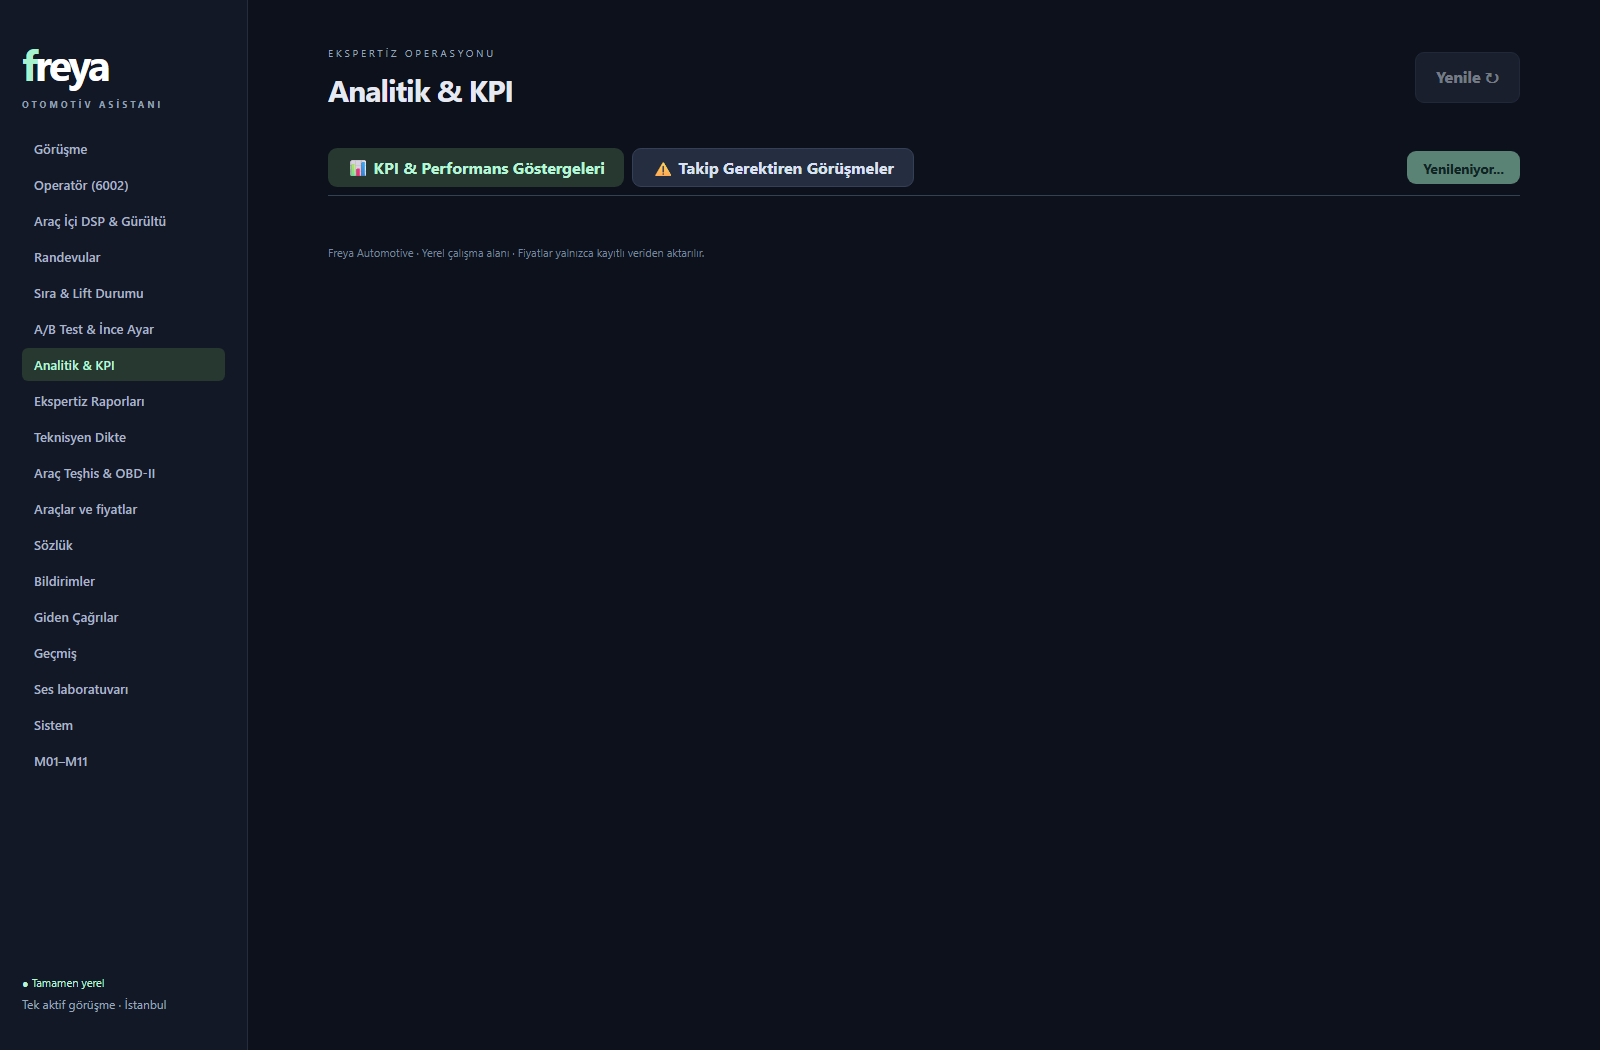 freya
OTOMOTİV ASİSTANI
Görüşme
Operatör (6002)
Araç İçi DSP & Gürültü
Randevular
Sıra & Lift Durumu
A/B Test & İnce Ayar
Analitik & KPI
Ekspertiz Raporları
Teknisyen Dikte
Araç Teşhis & OBD-II
Araçlar ve fiyatlar
Sözlük
Bildirimler
Giden Çağrılar
Geçmiş
Ses laboratuvarı
Sistem
M01–M11
● Tamamen yerel
Tek aktif görüşme · İstanbul
EKSPERTİZ OPERASYONU
Analitik & KPI
Yenile ↻
KPI & Performans Göstergeleri
Takip Gerektiren Görüşmeler
Yenileniyor...
Freya Automotive · Yerel çalışma alanı · Fiyatlar yalnızca kayıtlı veriden aktarılır.